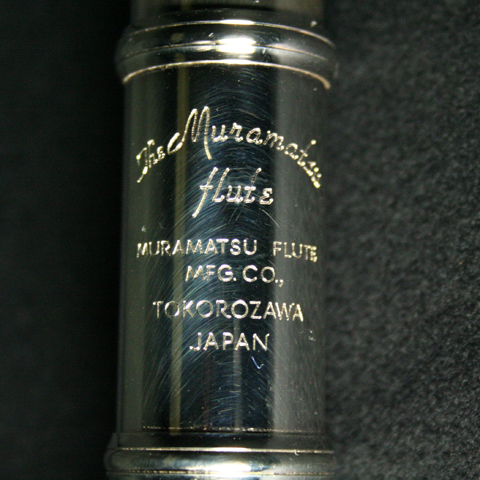 The Muramatsu
flute
MURAMATSU FLUTE
MFG. CO.,
TOKOROZAWA
JAPAN